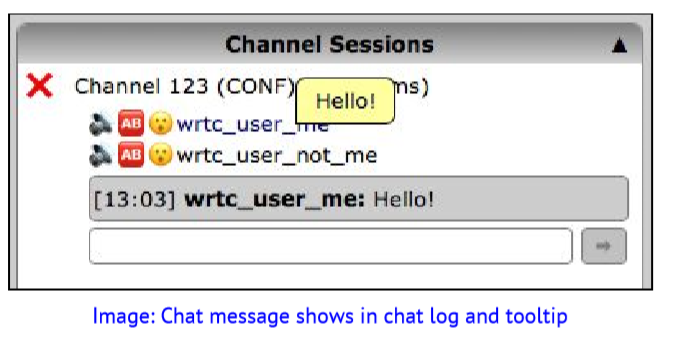 Channel Sessions ▲
Channel 123 (CONF) ms)
Hello!
AB wrtc_user_me
AB wrtc_user_not_me
[13:03] wrtc_user_me: Hello!
Image: Chat message shows in chat log and tooltip